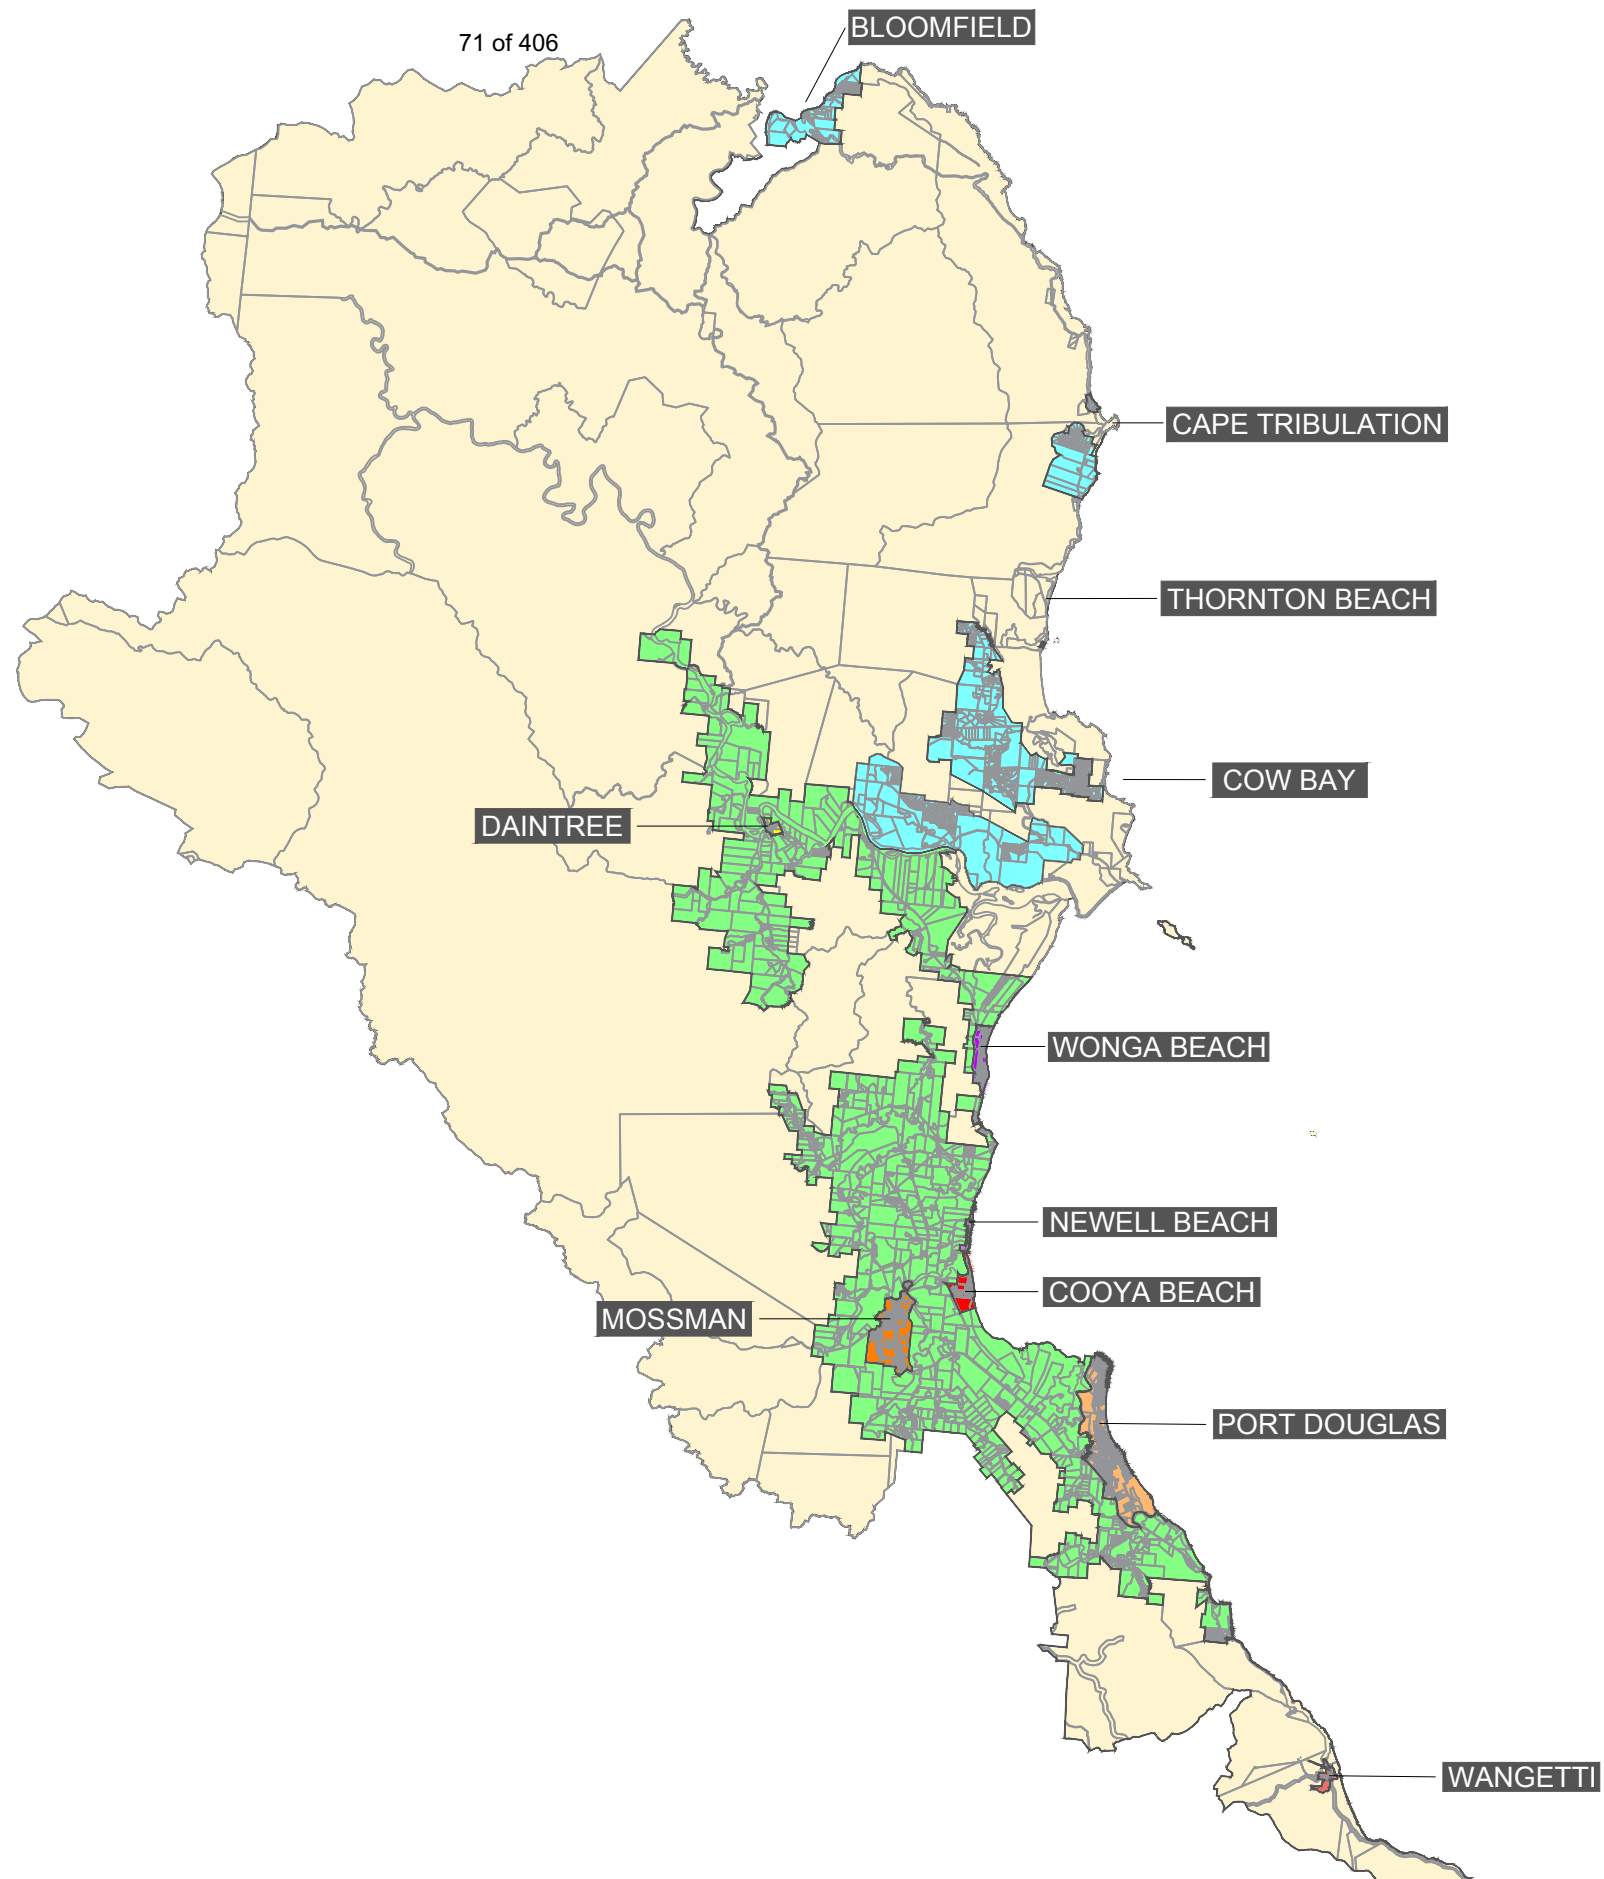 BLOOMFIELD
71 of 406
CAPE TRIBULATION
THORNTON BEACH
COW BAY
DAINTREE
WONGA BEACH
NEWELL BEACH
COOYA BEACH
MOSSMAN
PORT DOUGLAS
WANGETTI